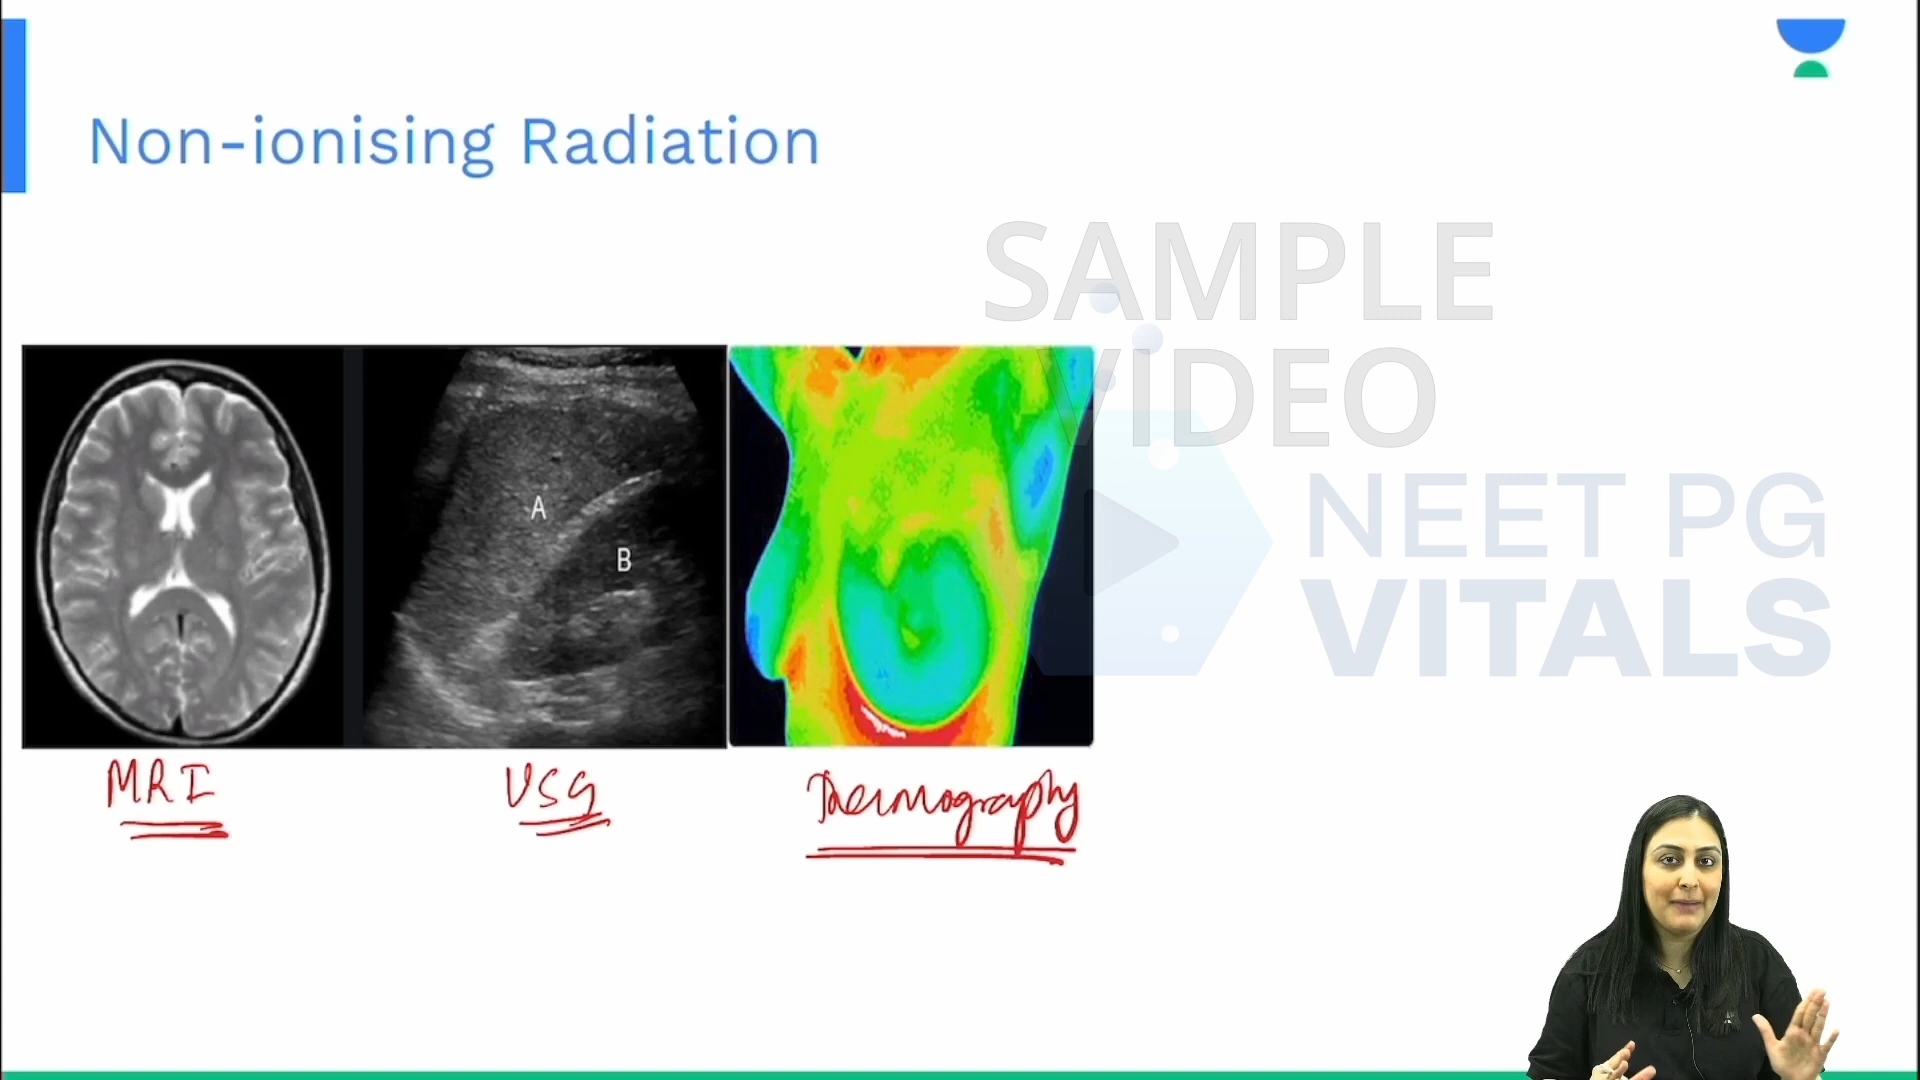 Non-ionising Radiation
SAMPLE
VIDEO
NEET PG
VITALS
A
B
MRI
USG
Thermography